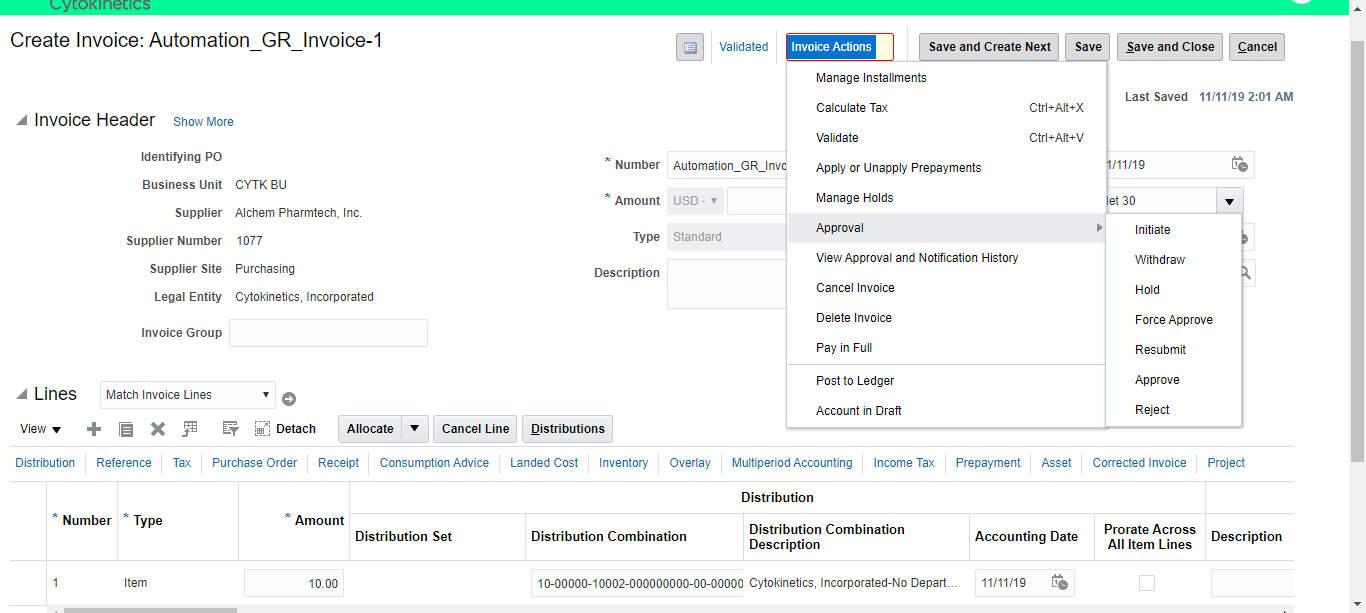 Cytokinetics
Create Invoice: Automation_GR_Invoice-1
Validated
Invoice Actions
Save and Create Next
Save
Save and Close
Cancel
Last Saved 11/11/19 2:01 AM
Invoice Header Show More
Identifying PO
Business Unit CYTK BU
Supplier Alchem Pharmtech, Inc.
Supplier Number 1077
Supplier Site Purchasing
Legal Entity Cytokinetics, Incorporated
Invoice Group
* Number Automation_GR_Invo
* Amount USD -
Type Standard
Description
Manage Installments
Calculate Tax Ctrl+Alt+X
Validate Ctrl+Alt+V
Apply or Unapply Prepayments
Manage Holds
Approval
View Approval and Notification History
Cancel Invoice
Delete Invoice
Pay in Full
Post to Ledger
Account in Draft
1/11/19
et 30
Initiate
Withdraw
Hold
Force Approve
Resubmit
Approve
Reject
Lines Match Invoice Lines
View
Detach
Allocate
Cancel Line
Distributions
Distribution Reference Tax Purchase Order Receipt Consumption Advice Landed Cost Inventory Overlay Multiperiod Accounting Income Tax Prepayment Asset Corrected Invoice Project
* Number
* Type
* Amount
Distribution
Distribution Set
Distribution Combination
Distribution Combination
Description
Accounting Date
Prorate Across
All Item Lines
Description
1 Item 10.00 10-00000-10002-000000000-00-00000 Cytokinetics, Incorporated-No Depart... 11/11/19